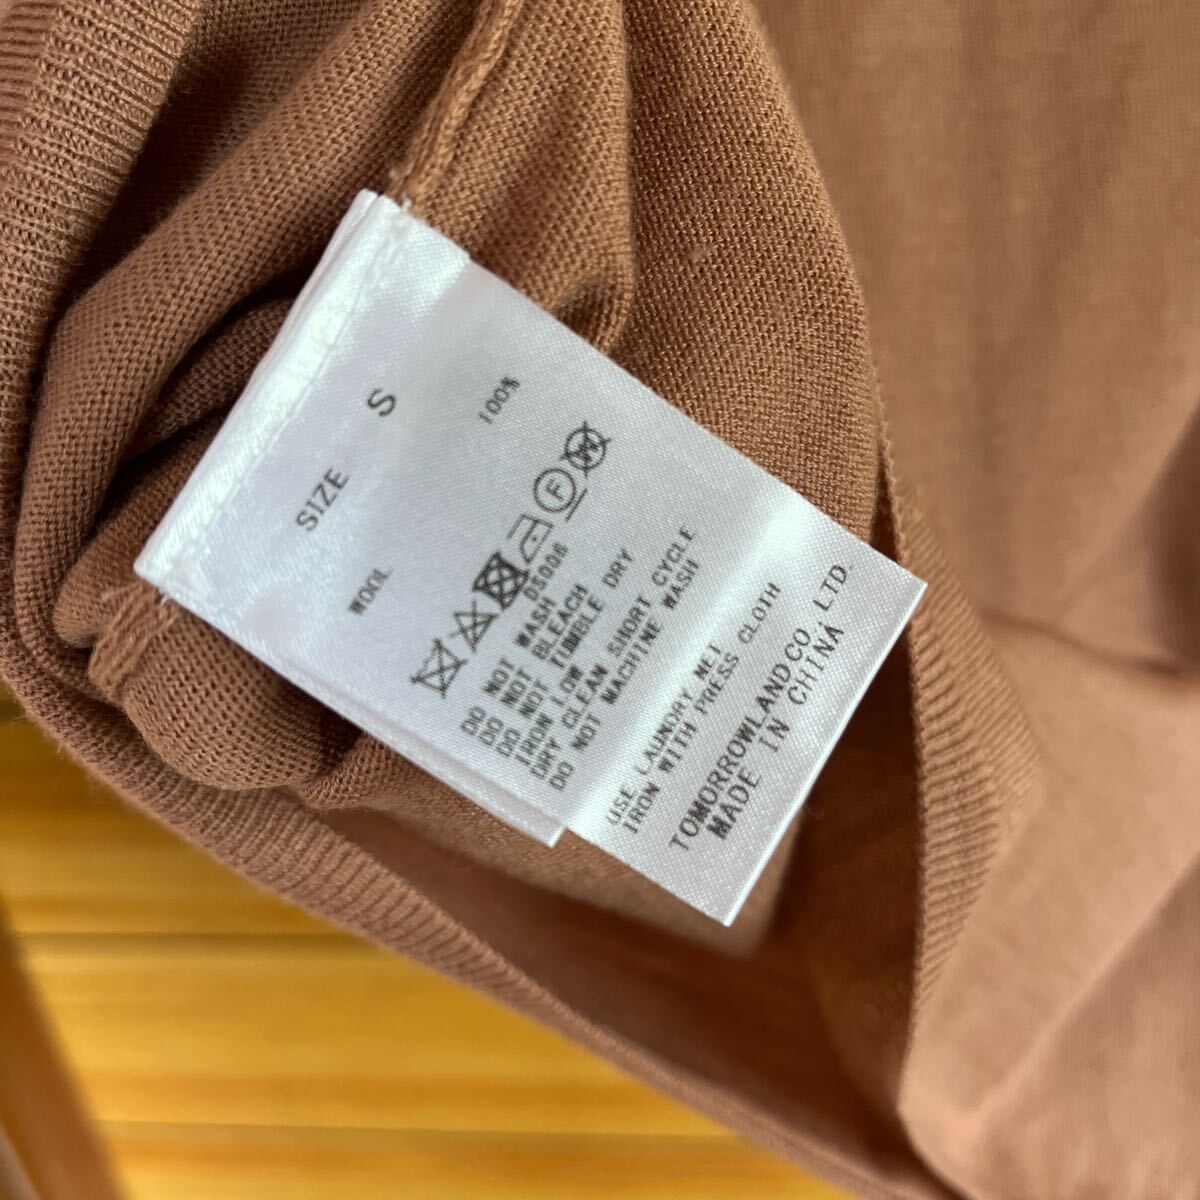 SIZE S
WOOL 100%
F W
DS006
DO NOT WASH
DO NOT BLEACH
DO NOT TUMBLE DRY
IRON LOW
DRY CLEAN SHORT CYCLE
DO NOT MACHINE WASH
USE LAUNDRY NET
IRON WITH PRESS CLOTH
TOMORROWLAND CO LTD.
MADE IN CHINA